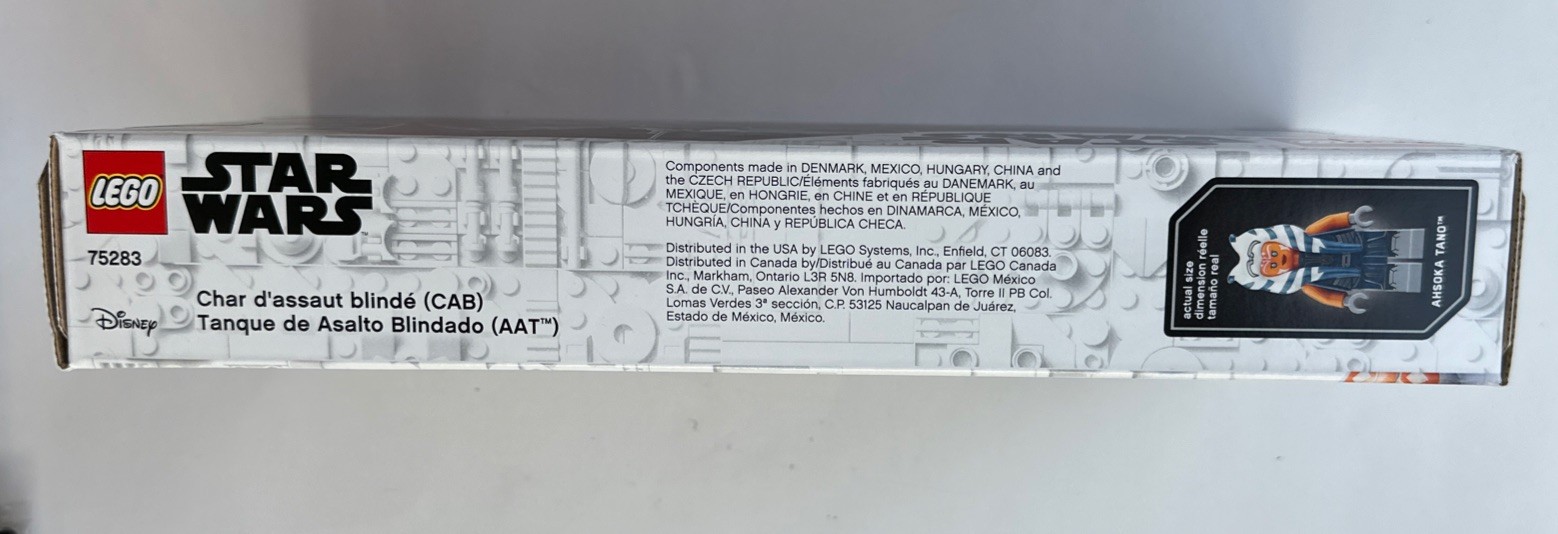 LEGO
STAR
WARS™
75283
Disney
Char d'assaut blindé (CAB)
Tanque de Asalto Blindado (AAT™)
Components made in DENMARK, MEXICO, HUNGARY, CHINA and
the CZECH REPUBLIC/Éléments fabriqués au DANEMARK, au
MEXIQUE, en HONGRIE, en CHINE et en RÉPUBLIQUE
TCHÈQUE/Componentes hechos en DINAMARCA, MÉXICO,
HUNGRÍA, CHINA y REPÚBLICA CHECA.
Distributed in the USA by LEGO Systems, Inc., Enfield, CT 06083.
Distributed in Canada by/Distribué au Canada par LEGO Canada
Inc., Markham, Ontario L3R 5N8. Importado por: LEGO México
S.A. de C.V., Paseo Alexander Von Humboldt 43-A, Torre II PB Col.
Lomas Verdes 3ª sección, C.P. 53125 Naucalpan de Juárez,
Estado de México, México.
actual size
dimension réelle
tamaño real
AHSOKA TANO™